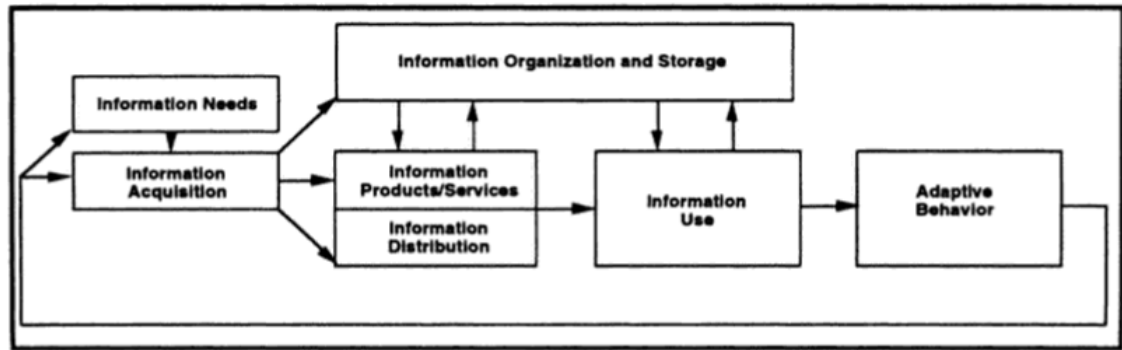 Information Organization and Storage
Information Needs
Information
Acquisition
Information
Products/Services
Information
Distribution
Information
Use
Adaptive
Behavior